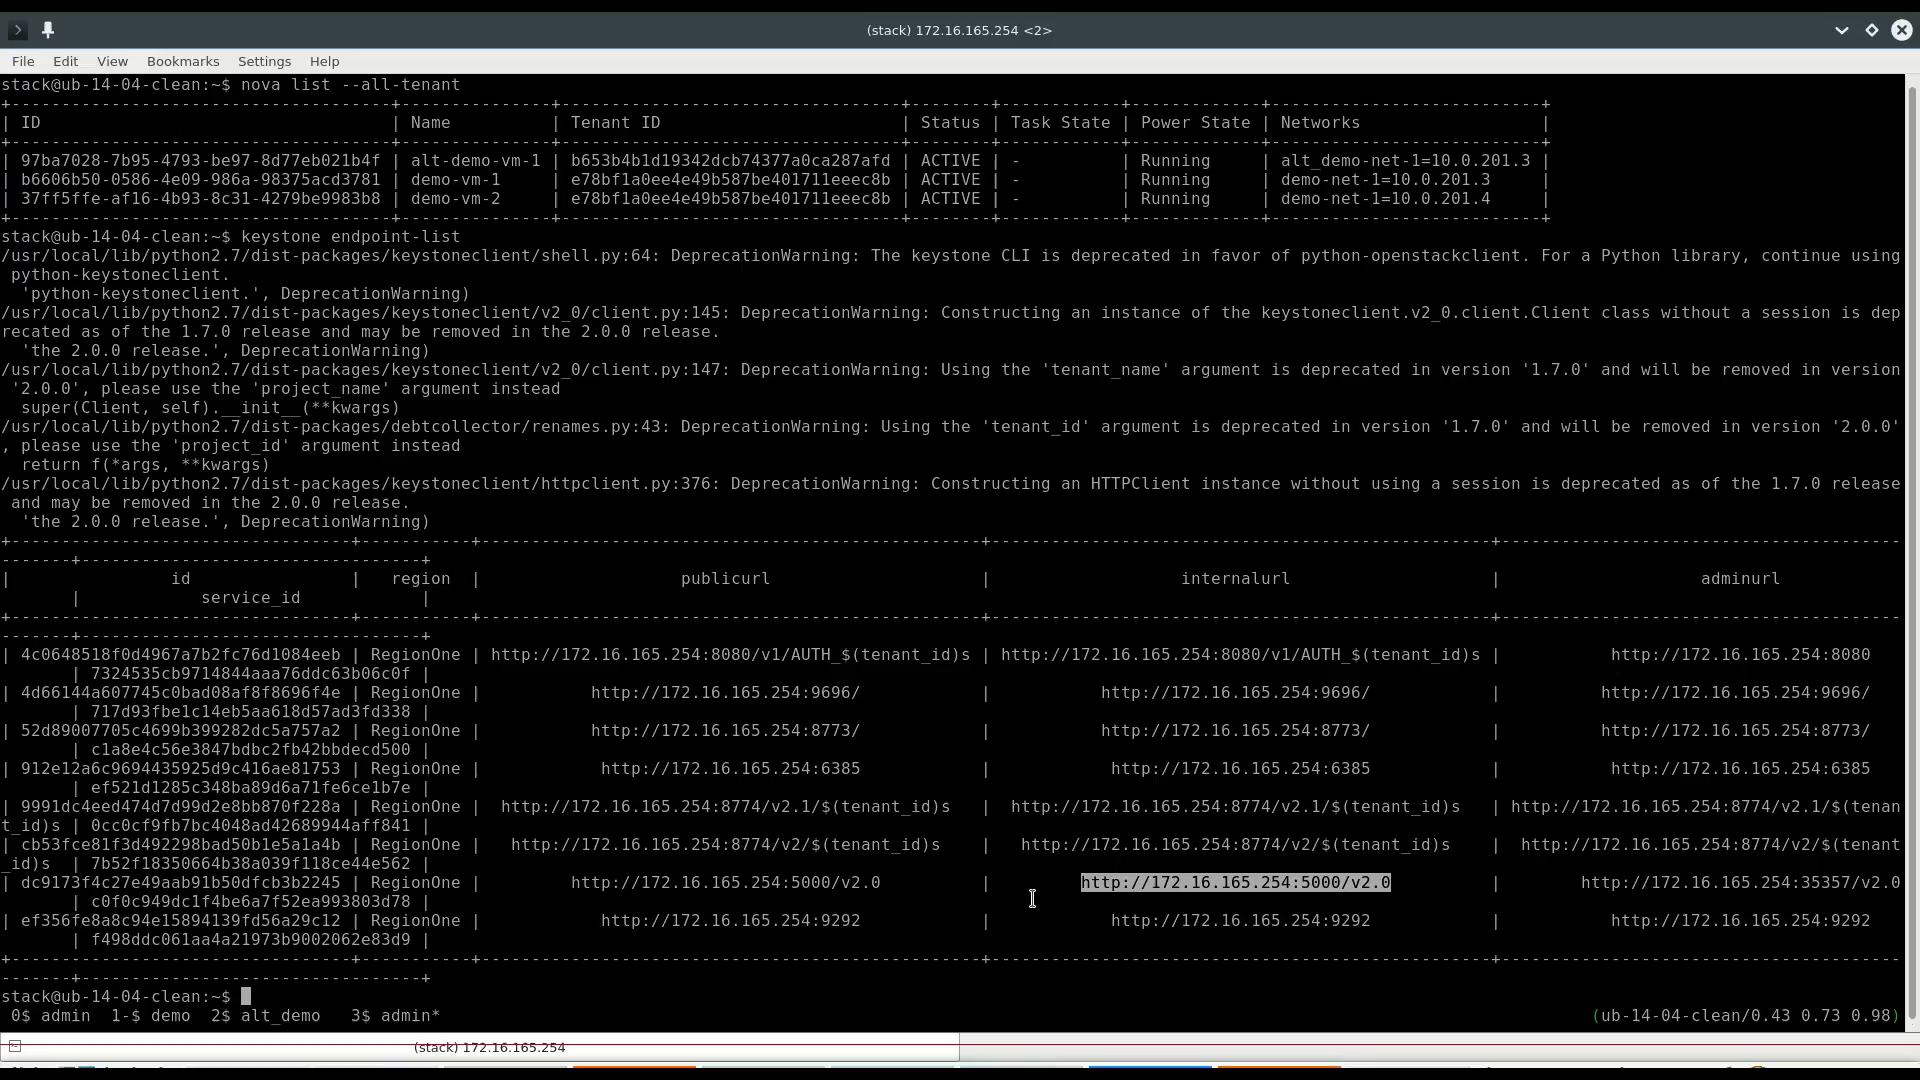 (stack) 172.16.165.254 <2>
File Edit View Bookmarks Settings Help
stack@ub-14-04-clean:~$ nova list --all-tenant
+--------------------------------------+---------------+----------------------------------+--------+------------+-------------+--------------------------+
| ID                                   | Name          | Tenant ID                        | Status | Task State | Power State | Networks                 |
+--------------------------------------+---------------+----------------------------------+--------+------------+-------------+--------------------------+
| 97ba7028-7b95-4793-be97-8d77eb021b4f | alt-demo-vm-1 | b653b4b1d19342dcb74377a0ca287afd | ACTIVE | -          | Running     | alt_demo-net-1=10.0.201.3 |
| b6606b50-0586-4e09-986a-98375acd3781 | demo-vm-1     | e78bf1a0ee4e49b587be401711eeec8b | ACTIVE | -          | Running     | demo-net-1=10.0.201.3     |
| 37ff5ffe-af16-4b93-8c31-4279be9983b8 | demo-vm-2     | e78bf1a0ee4e49b587be401711eeec8b | ACTIVE | -          | Running     | demo-net-1=10.0.201.4     |
+--------------------------------------+---------------+----------------------------------+--------+------------+-------------+--------------------------+
stack@ub-14-04-clean:~$ keystone endpoint-list
/usr/local/lib/python2.7/dist-packages/keystoneclient/shell.py:64: DeprecationWarning: The keystone CLI is deprecated in favor of python-openstackclient. For a Python library, continue using
 python-keystoneclient.
  'python-keystoneclient.', DeprecationWarning)
/usr/local/lib/python2.7/dist-packages/keystoneclient/v2_0/client.py:145: DeprecationWarning: Constructing an instance of the keystoneclient.v2_0.client.Client class without a session is dep
recated as of the 1.7.0 release and may be removed in the 2.0.0 release.
  'the 2.0.0 release.', DeprecationWarning)
/usr/local/lib/python2.7/dist-packages/keystoneclient/v2_0/client.py:147: DeprecationWarning: Using the 'tenant_name' argument is deprecated in version '1.7.0' and will be removed in version
 '2.0.0', please use the 'project_name' argument instead
  super(Client, self).__init__(**kwargs)
/usr/local/lib/python2.7/dist-packages/debtcollector/renames.py:43: DeprecationWarning: Using the 'tenant_id' argument is deprecated in version '1.7.0' and will be removed in version '2.0.0'
, please use the 'project_id' argument instead
  return f(*args, **kwargs)
/usr/local/lib/python2.7/dist-packages/keystoneclient/httpclient.py:376: DeprecationWarning: Constructing an HTTPClient instance without using a session is deprecated as of the 1.7.0 release
 and may be removed in the 2.0.0 release.
  'the 2.0.0 release.', DeprecationWarning)
+----------------------------------+-----------+--------------------------------------------------+--------------------------------------------------+----------------------------------------
-------+----------------------------------+
| id | region | publicurl | internalurl | adminurl
       | service_id |
+----------------------------------+-----------+--------------------------------------------------+--------------------------------------------------+----------------------------------------
-------+----------------------------------+
| 4c0648518f0d4967a7b2fc76d1084eeb | RegionOne | http://172.16.165.254:8080/v1/AUTH_$(tenant_id)s | http://172.16.165.254:8080/v1/AUTH_$(tenant_id)s | http://172.16.165.254:8080
       | 7324535cb9714844aaa76ddc63b06c0f |
| 4d66144a607745c0bad08af8f8696f4e | RegionOne | http://172.16.165.254:9696/ | http://172.16.165.254:9696/ | http://172.16.165.254:9696/
       | 717d93fbe1c14eb5aa618d57ad3fd338 |
| 52d89007705c4699b399282dc5a757a2 | RegionOne | http://172.16.165.254:8773/ | http://172.16.165.254:8773/ | http://172.16.165.254:8773/
       | c1a8e4c56e3847bdbc2fb42bbdecd500 |
| 912e12a6c9694435925d9c416ae81753 | RegionOne | http://172.16.165.254:6385 | http://172.16.165.254:6385 | http://172.16.165.254:6385
       | ef521d1285c348ba89d6a71fe6ce1b7e |
| 9991dc4eed474d7d99d2e8bb870f228a | RegionOne | http://172.16.165.254:8774/v2.1/$(tenant_id)s | http://172.16.165.254:8774/v2.1/$(tenant_id)s | http://172.16.165.254:8774/v2.1/$(tenan
t_id)s | 0cc0cf9fb7bc4048ad42689944aff841 |
| cb53fce81f3d492298bad50b1e5a1a4b | RegionOne | http://172.16.165.254:8774/v2/$(tenant_id)s | http://172.16.165.254:8774/v2/$(tenant_id)s | http://172.16.165.254:8774/v2/$(tenant
_id)s  | 7b52f18350664b38a039f118ce44e562 |
| dc9173f4c27e49aab91b50dfcb3b2245 | RegionOne | http://172.16.165.254:5000/v2.0 | http://172.16.165.254:5000/v2.0 | http://172.16.165.254:35357/v2.0
       | c0f0c949dc1f4be6a7f52ea993803d78 |
| ef356fe8a8c94e15894139fd56a29c12 | RegionOne | http://172.16.165.254:9292 | http://172.16.165.254:9292 | http://172.16.165.254:9292
       | f498ddc061aa4a21973b9002062e83d9 |
+----------------------------------+-----------+--------------------------------------------------+--------------------------------------------------+----------------------------------------
-------+----------------------------------+
stack@ub-14-04-clean:~$
 0$ admin  1-$ demo  2$ alt_demo   3$ admin* (ub-14-04-clean/0.43 0.73 0.98)
(stack) 172.16.165.254